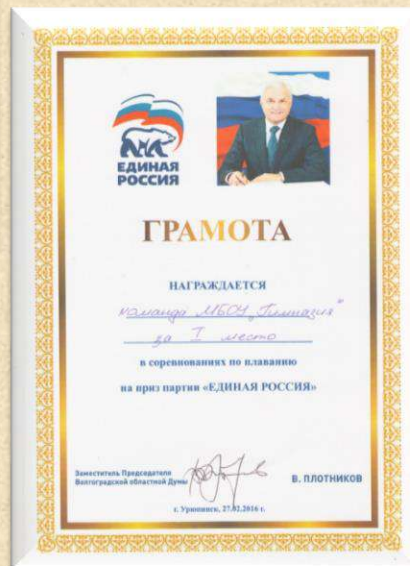 ЕДИНАЯ
РОССИЯ
ГРАМОТА
НАГРАЖДАЕТСЯ
команда МБОУ „Гимназия"
за I место
в соревнованиях по плаванию
на приз партии «ЕДИНАЯ РОССИЯ»
Заместитель Председателя
Волгоградской областной Думы
В. ПЛОТНИКОВ
г. Урюпинск, 27.02.2016 г.